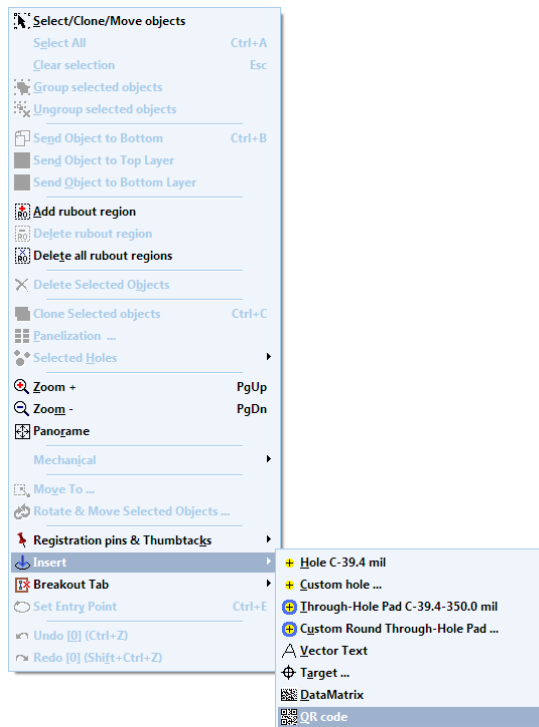 Select/Clone/Move objects
Select All Ctrl+A
Clear selection Esc
Group selected objects
Ungroup selected objects
Send Object to Bottom Ctrl+B
Send Object to Top Layer
Send Object to Bottom Layer
RO Add rubout region
RO Delete rubout region
RO Delete all rubout regions
Delete Selected Objects
Clone Selected objects Ctrl+C
Panelization ...
Selected Holes
Zoom + PgUp
Zoom - PgDn
Panorame
Mechanical
Move To ...
Rotate & Move Selected Objects ...
Registration pins & Thumbtacks
Insert
Hole C-39.4 mil
Breakout Tab
Custom hole ...
Set Entry Point Ctrl+E
Through-Hole Pad C-39.4-350.0 mil
Custom Round Through-Hole Pad ...
Undo [0] (Ctrl+Z)
Vector Text
Redo [0] (Shift+Ctrl+Z)
Target ...
DataMatrix
QR code